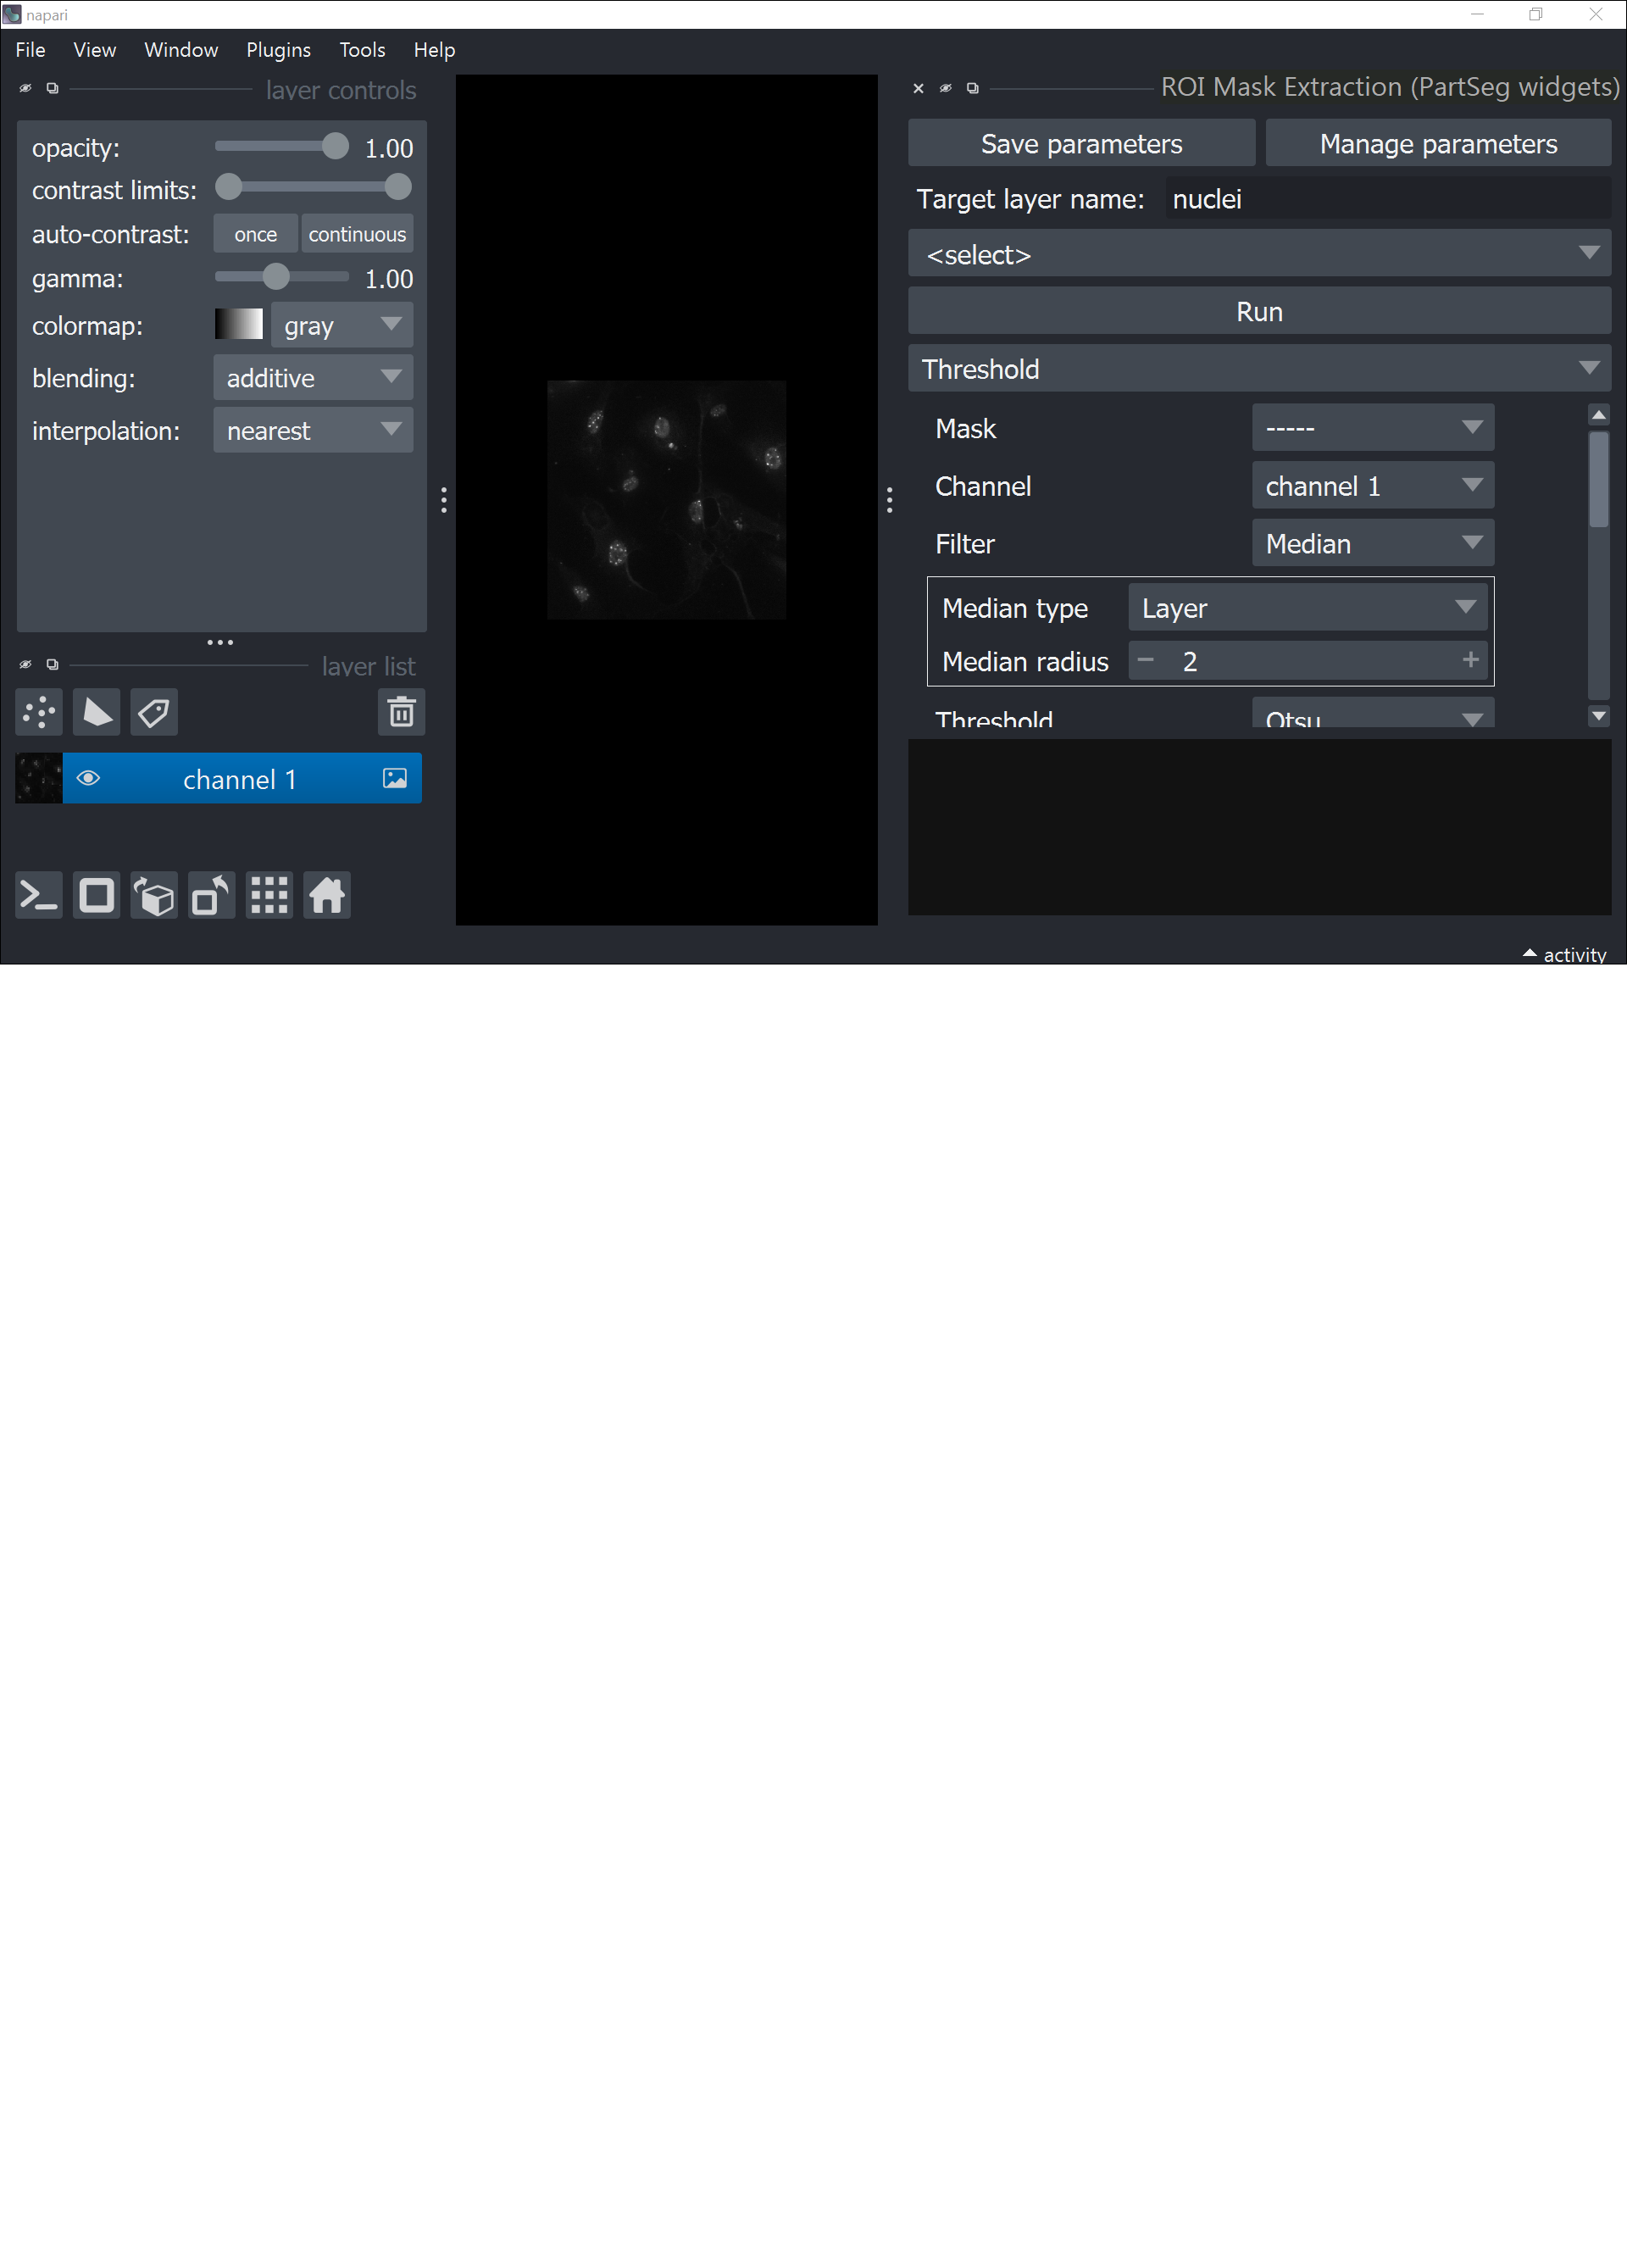 napari
File View Window Plugins Tools Help
layer controls
opacity: 1.00
contrast limits:
auto-contrast: once continuous
gamma: 1.00
colormap: gray
blending: additive
interpolation: nearest
layer list
channel 1
ROI Mask Extraction (PartSeg widgets)
Save parameters Manage parameters
Target layer name: nuclei
<select>
Run
Threshold
Mask -----
Channel channel 1
Filter Median
Median type Layer
Median radius 2
Threshold Otsu
activity